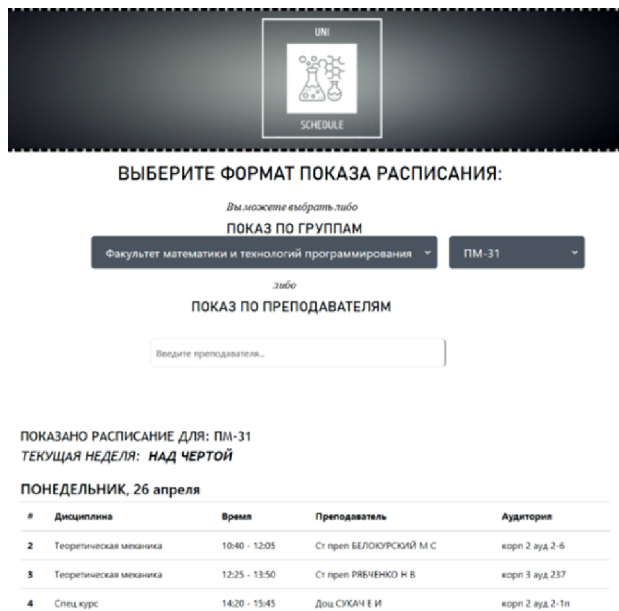 UNI
SCHEDULE
ВЫБЕРИТЕ ФОРМАТ ПОКАЗА РАСПИСАНИЯ:
Вы можете выбрать либо
ПОКАЗ ПО ГРУППАМ
Факультет математики и технологий программирования ПМ-31
либо
ПОКАЗ ПО ПРЕПОДАВАТЕЛЯМ
Введите преподавателя...
ПОКАЗАНО РАСПИСАНИЕ ДЛЯ: ПМ-31
ТЕКУЩАЯ НЕДЕЛЯ: НАД ЧЕРТОЙ
ПОНЕДЕЛЬНИК, 26 апреля
# Дисциплина Время Преподаватель Аудитория
2 Теоретическая механика 10:40 - 12:05 Ст преп БЕЛОКУРСКИЙ М С корп 2 ауд 2-6
3 Теоретическая механика 12:25 - 13:50 Ст преп РЯБЧЕНКО Н В корп 3 ауд 237
4 Спец курс 14:20 - 15:45 Доц СУКАЧ Е И корп 2 ауд 2-1п